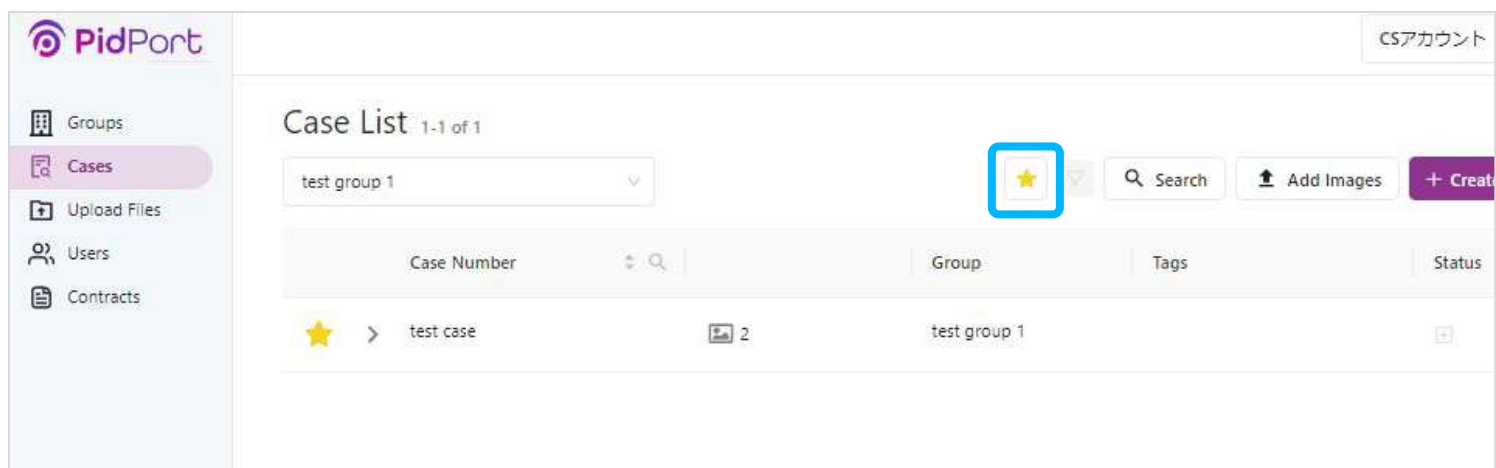 PidPort
CSアカウント
Groups
Cases
Upload Files
Users
Contracts
Case List 1-1 of 1
test group 1
Search
Add Images
+ Create
Case Number
Group
Tags
Status
test case
2
test group 1